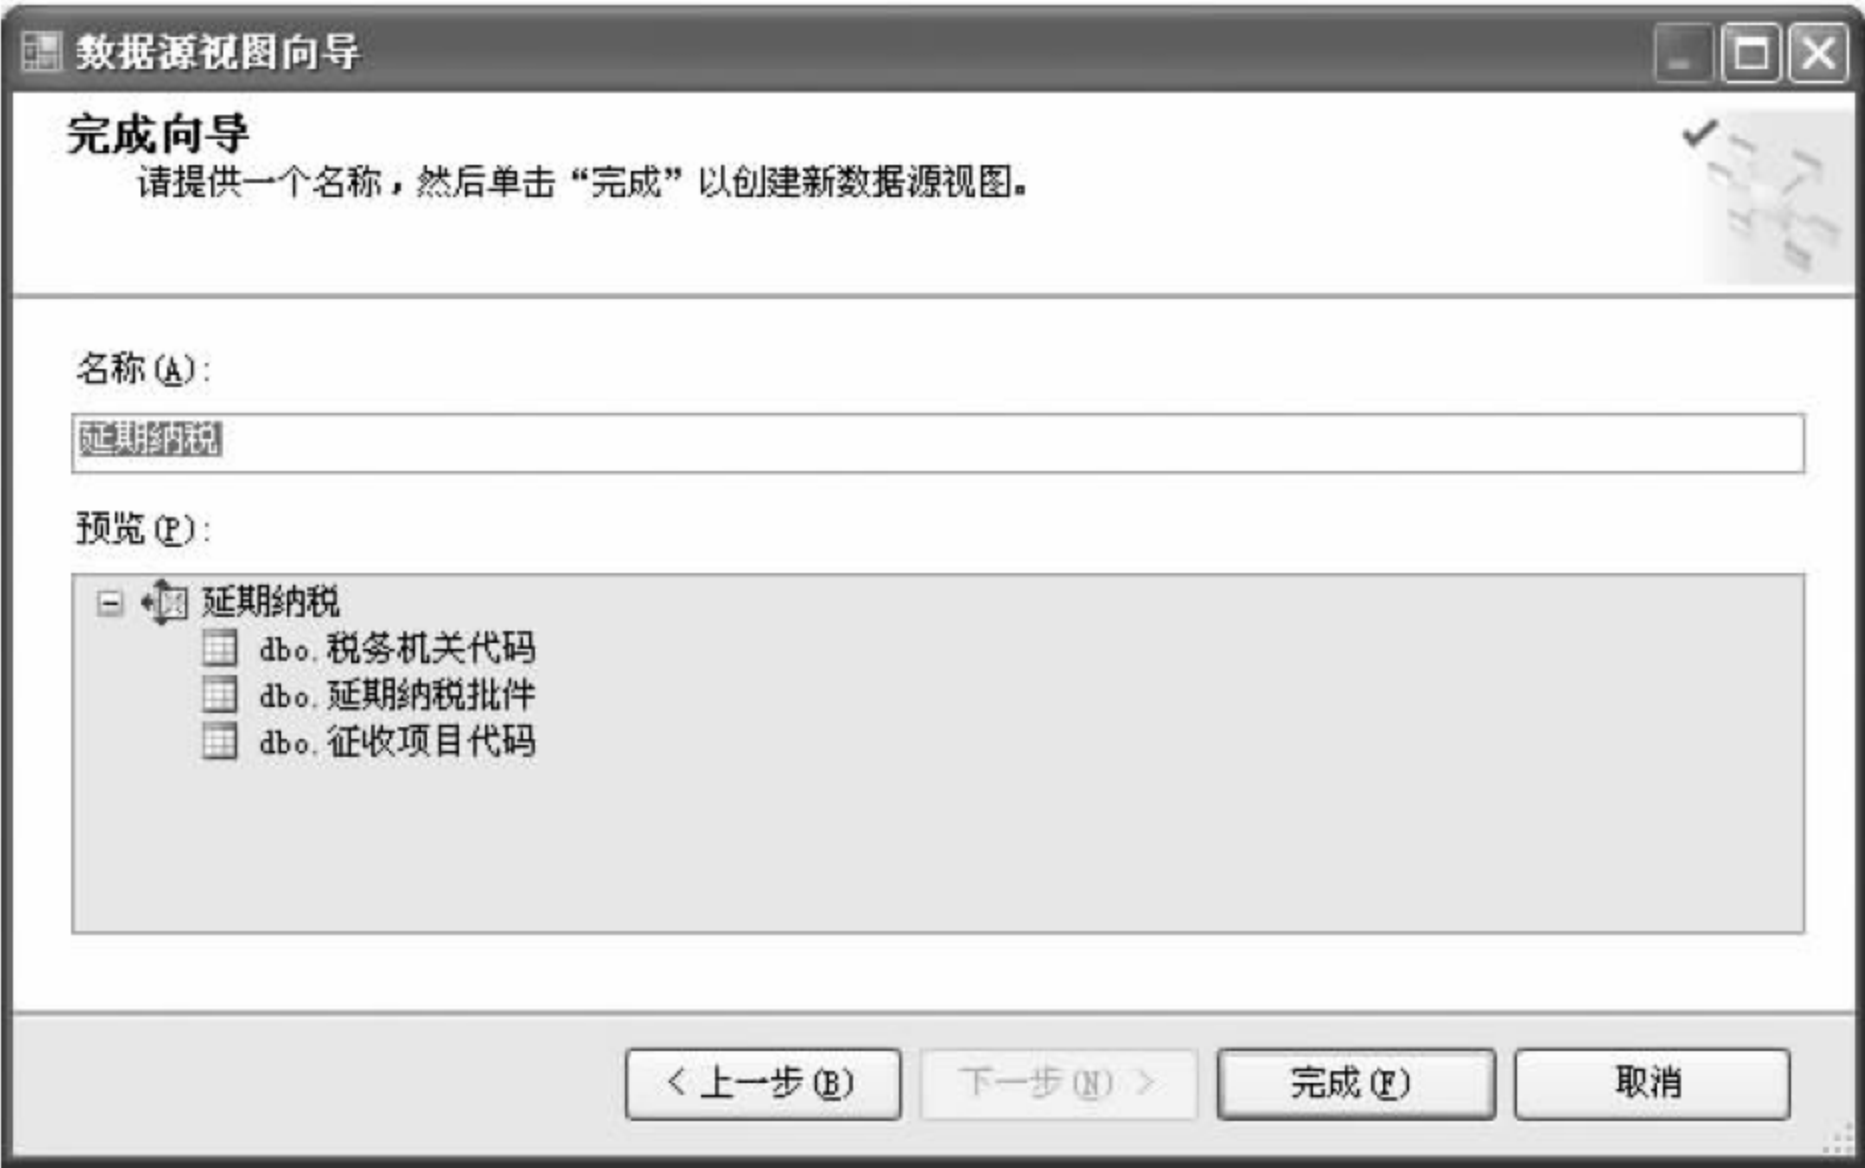 数据源视图向导
完成向导
请提供一个名称，然后单击“完成”以创建新数据源视图。
名称(A):
延期纳税
预览(P):
延期纳税
dbo.税务机关代码
dbo.延期纳税批件
dbo.征收项目代码
< 上一步(B)
下一步(N) >
完成(F)
取消